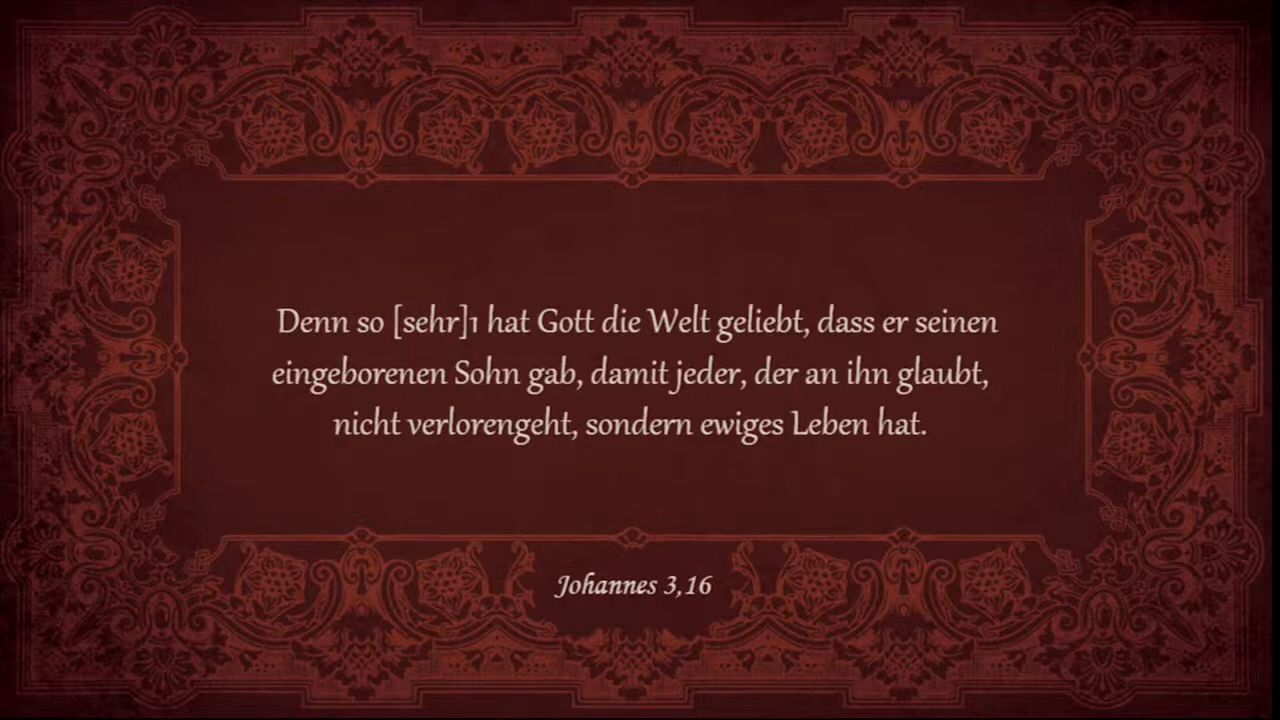 Denn so [sehr]1 hat Gott die Welt geliebt, dass er seinen
eingeborenen Sohn gab, damit jeder, der an ihn glaubt,
nicht verlorengeht, sondern ewiges Leben hat.
Johannes 3,16